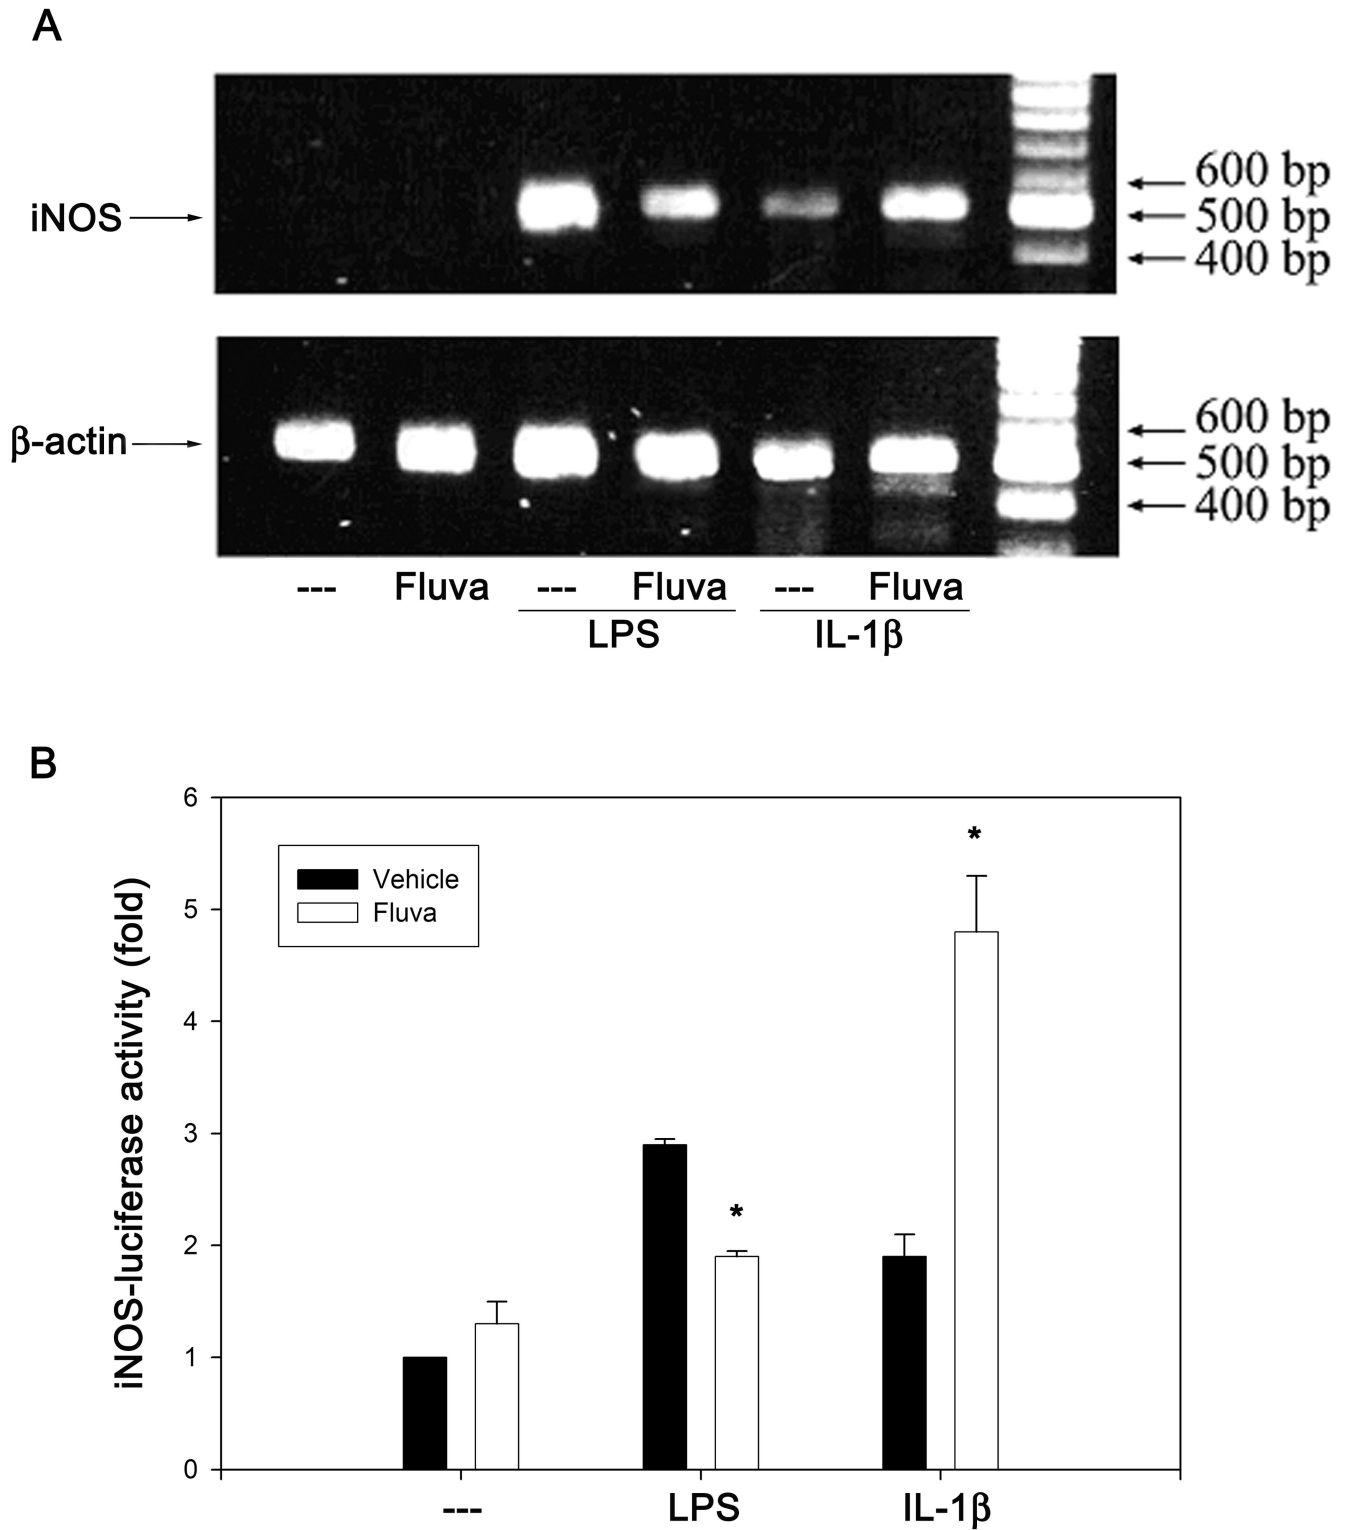 A
iNOS
600 bp
500 bp
400 bp
β-actin
600 bp
500 bp
400 bp
--- Fluva --- Fluva --- Fluva
LPS IL-1β
B
6
5
4
3
2
1
0
iNOS-luciferase activity (fold)
Vehicle
Fluva
*
*
--- LPS IL-1β